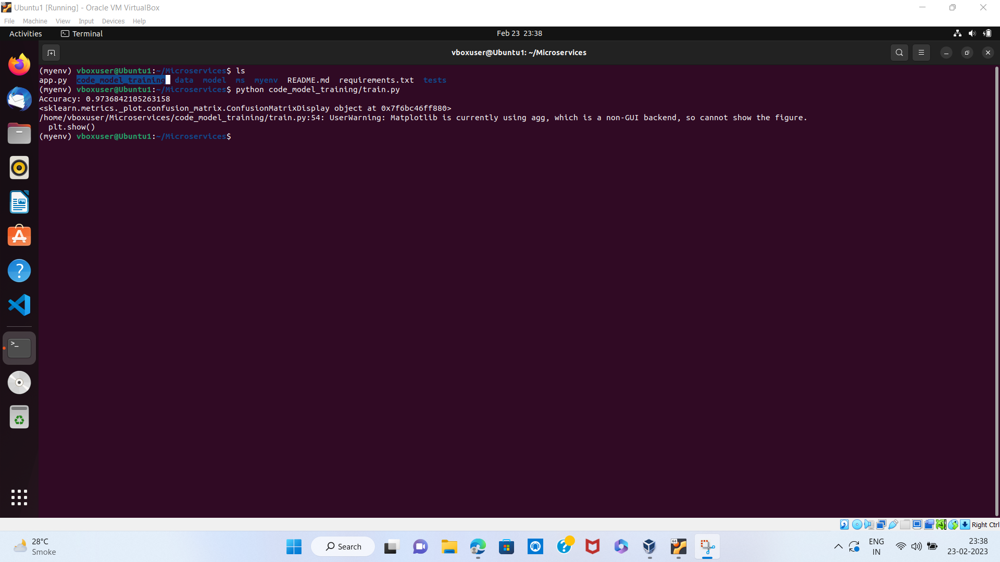 Ubuntu1 [Running] - Oracle VM VirtualBox
File Machine View Input Devices Help
Activities Terminal Feb 23 23:38
vboxuser@Ubuntu1: ~/Microservices
(myenv) vboxuser@Ubuntu1:~/Microservices$ ls
app.py code_model_training data model ms myenv README.md requirements.txt tests
(myenv) vboxuser@Ubuntu1:~/Microservices$ python code_model_training/train.py
Accuracy: 0.9736842105263158
<sklearn.metrics._plot.confusion_matrix.ConfusionMatrixDisplay object at 0x7f6bc46ff880>
/home/vboxuser/Microservices/code_model_training/train.py:54: UserWarning: Matplotlib is currently using agg, which is a non-GUI backend, so cannot show the figure.
plt.show()
(myenv) vboxuser@Ubuntu1:~/Microservices$
Right Ctrl
28°C
Smoke
Search
ENG
IN
23:38
23-02-2023